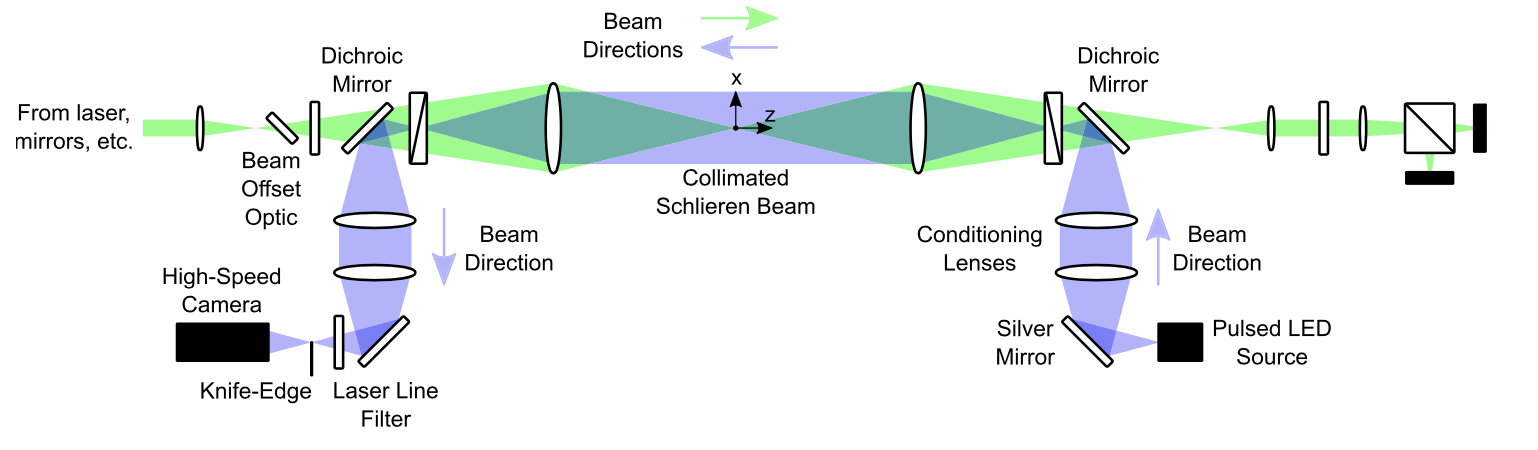 Beam
Directions
Dichroic
Mirror
Dichroic
Mirror
x
z
From laser,
mirrors, etc.
Beam
Offset
Optic
Collimated
Schlieren Beam
Beam
Direction
Conditioning
Lenses
Beam
Direction
High-Speed
Camera
Silver
Mirror
Pulsed LED
Source
Knife-Edge
Laser Line
Filter